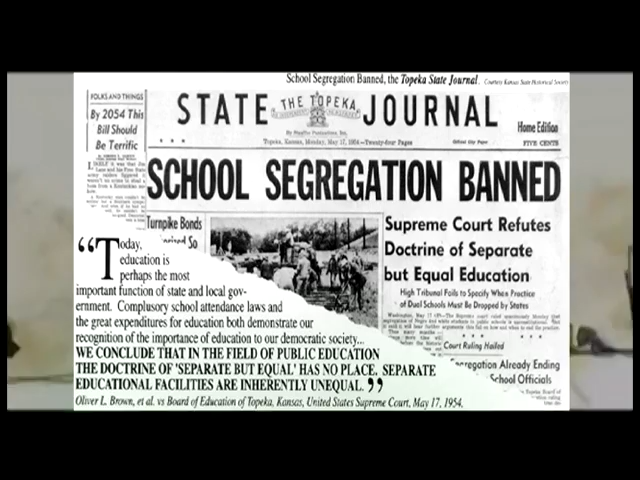 School Segregation Banned, the Topeka State Journal. Courtesy Kansas State Historical Society
FOLKS AND THINGS
By 2054 This
Bill Should
Be Terrific
STATE THE TOPEKA JOURNAL
Home Edition
Topeka, Kansas, Monday, May 17, 1954—Twenty-four Pages
Official City Paper
FIVE CENTS
SCHOOL SEGREGATION BANNED
Turnpike Bonds
So
Supreme Court Refutes
Doctrine of Separate
but Equal Education
High Tribunal Fails to Specify When Practice
of Dual Schools Must Be Dropped by States
Court Ruling Hailed
Segregation Already Ending
School Officials
“Today,
education is
perhaps the most
important function of state and local gov-
ernment. Complusory school attendance laws and
the great expenditures for education both demonstrate our
recognition of the importance of education to our democratic society...
WE CONCLUDE THAT IN THE FIELD OF PUBLIC EDUCATION
THE DOCTRINE OF 'SEPARATE BUT EQUAL' HAS NO PLACE. SEPARATE
EDUCATIONAL FACILITIES ARE INHERENTLY UNEQUAL.”
Oliver L. Brown, et al. vs Board of Education of Topeka, Kansas, United States Supreme Court, May 17, 1954.